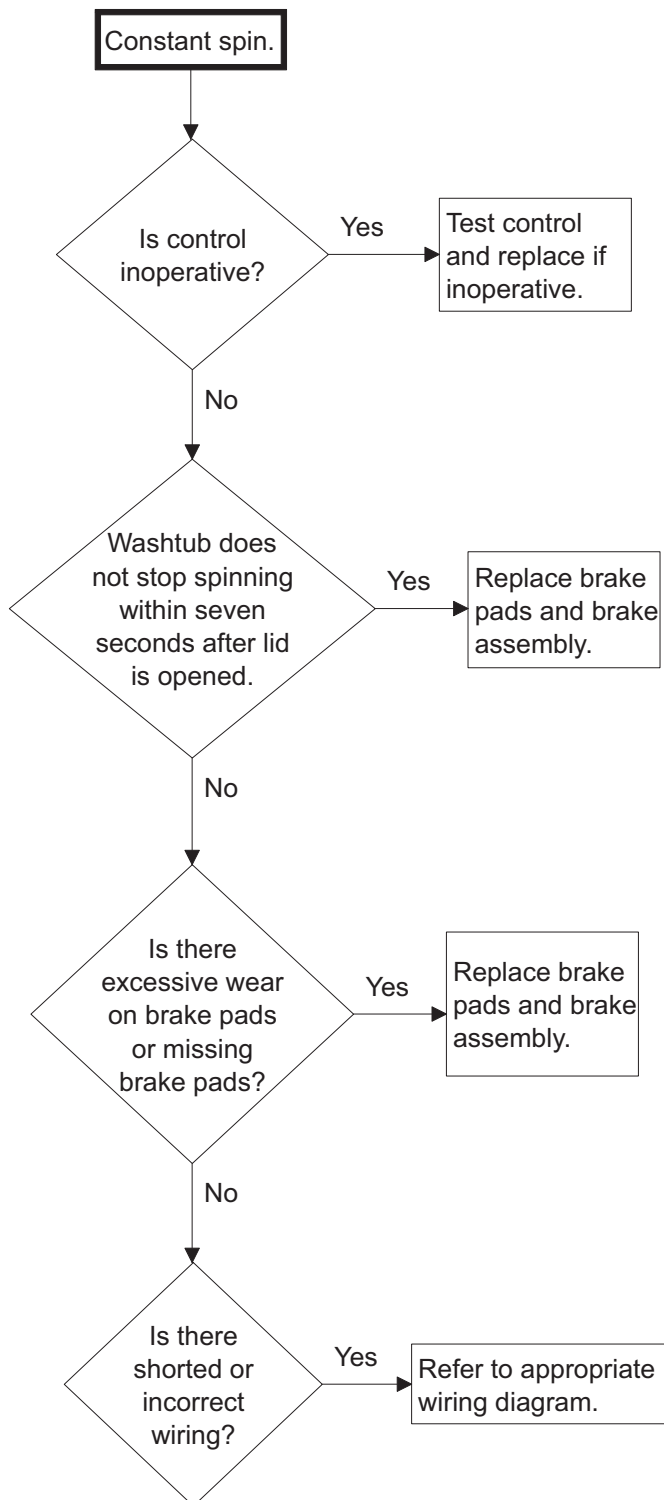 Constant spin.
Is control
inoperative?
Yes
Test control
and replace if
inoperative.
No
Washtub does
not stop spinning
within seven
seconds after lid
is opened.
Yes
Replace brake
pads and brake
assembly.
No
Is there
excessive wear
on brake pads
or missing
brake pads?
Yes
Replace brake
pads and brake
assembly.
No
Is there
shorted or
incorrect
wiring?
Yes
Refer to appropriate
wiring diagram.